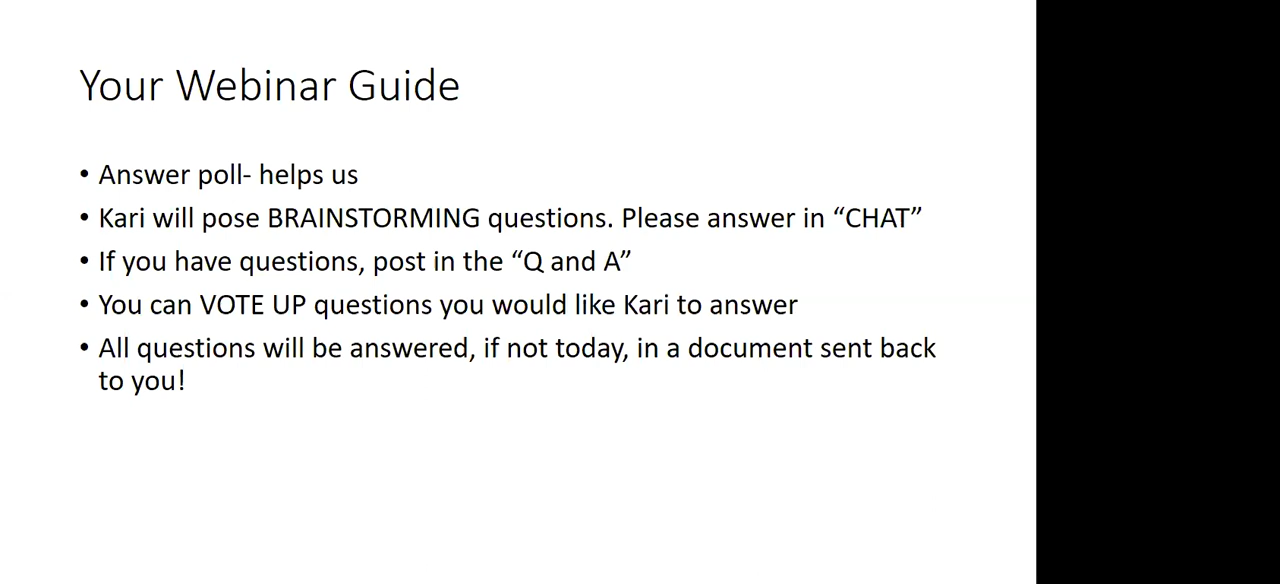 Your Webinar Guide
• Answer poll- helps us
• Kari will pose BRAINSTORMING questions. Please answer in “CHAT”
• If you have questions, post in the “Q and A”
• You can VOTE UP questions you would like Kari to answer
• All questions will be answered, if not today, in a document sent back
to you!